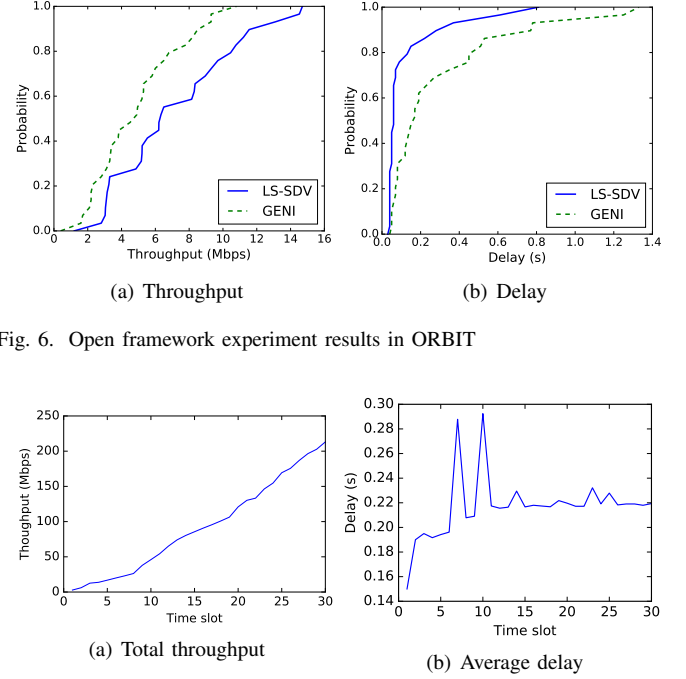 1.0
0.8
0.6
0.4
0.2
0.0
Probability
0 2 4 6 8 10 12 14 16
Throughput (Mbps)
LS-SDV
GENI
(a) Throughput
1.0
0.8
0.6
0.4
0.2
0.0
Probability
0.0 0.2 0.4 0.6 0.8 1.0 1.2 1.4
Delay (s)
LS-SDV
GENI
(b) Delay
Fig. 6. Open framework experiment results in ORBIT
250
200
150
100
50
0
Thoughput (Mbps)
0 5 10 15 20 25 30
Time slot
(a) Total throughput
0.30
0.28
0.26
0.24
0.22
0.20
0.18
0.16
0.14
Delay (s)
0 5 10 15 20 25 30
Time slot
(b) Average delay